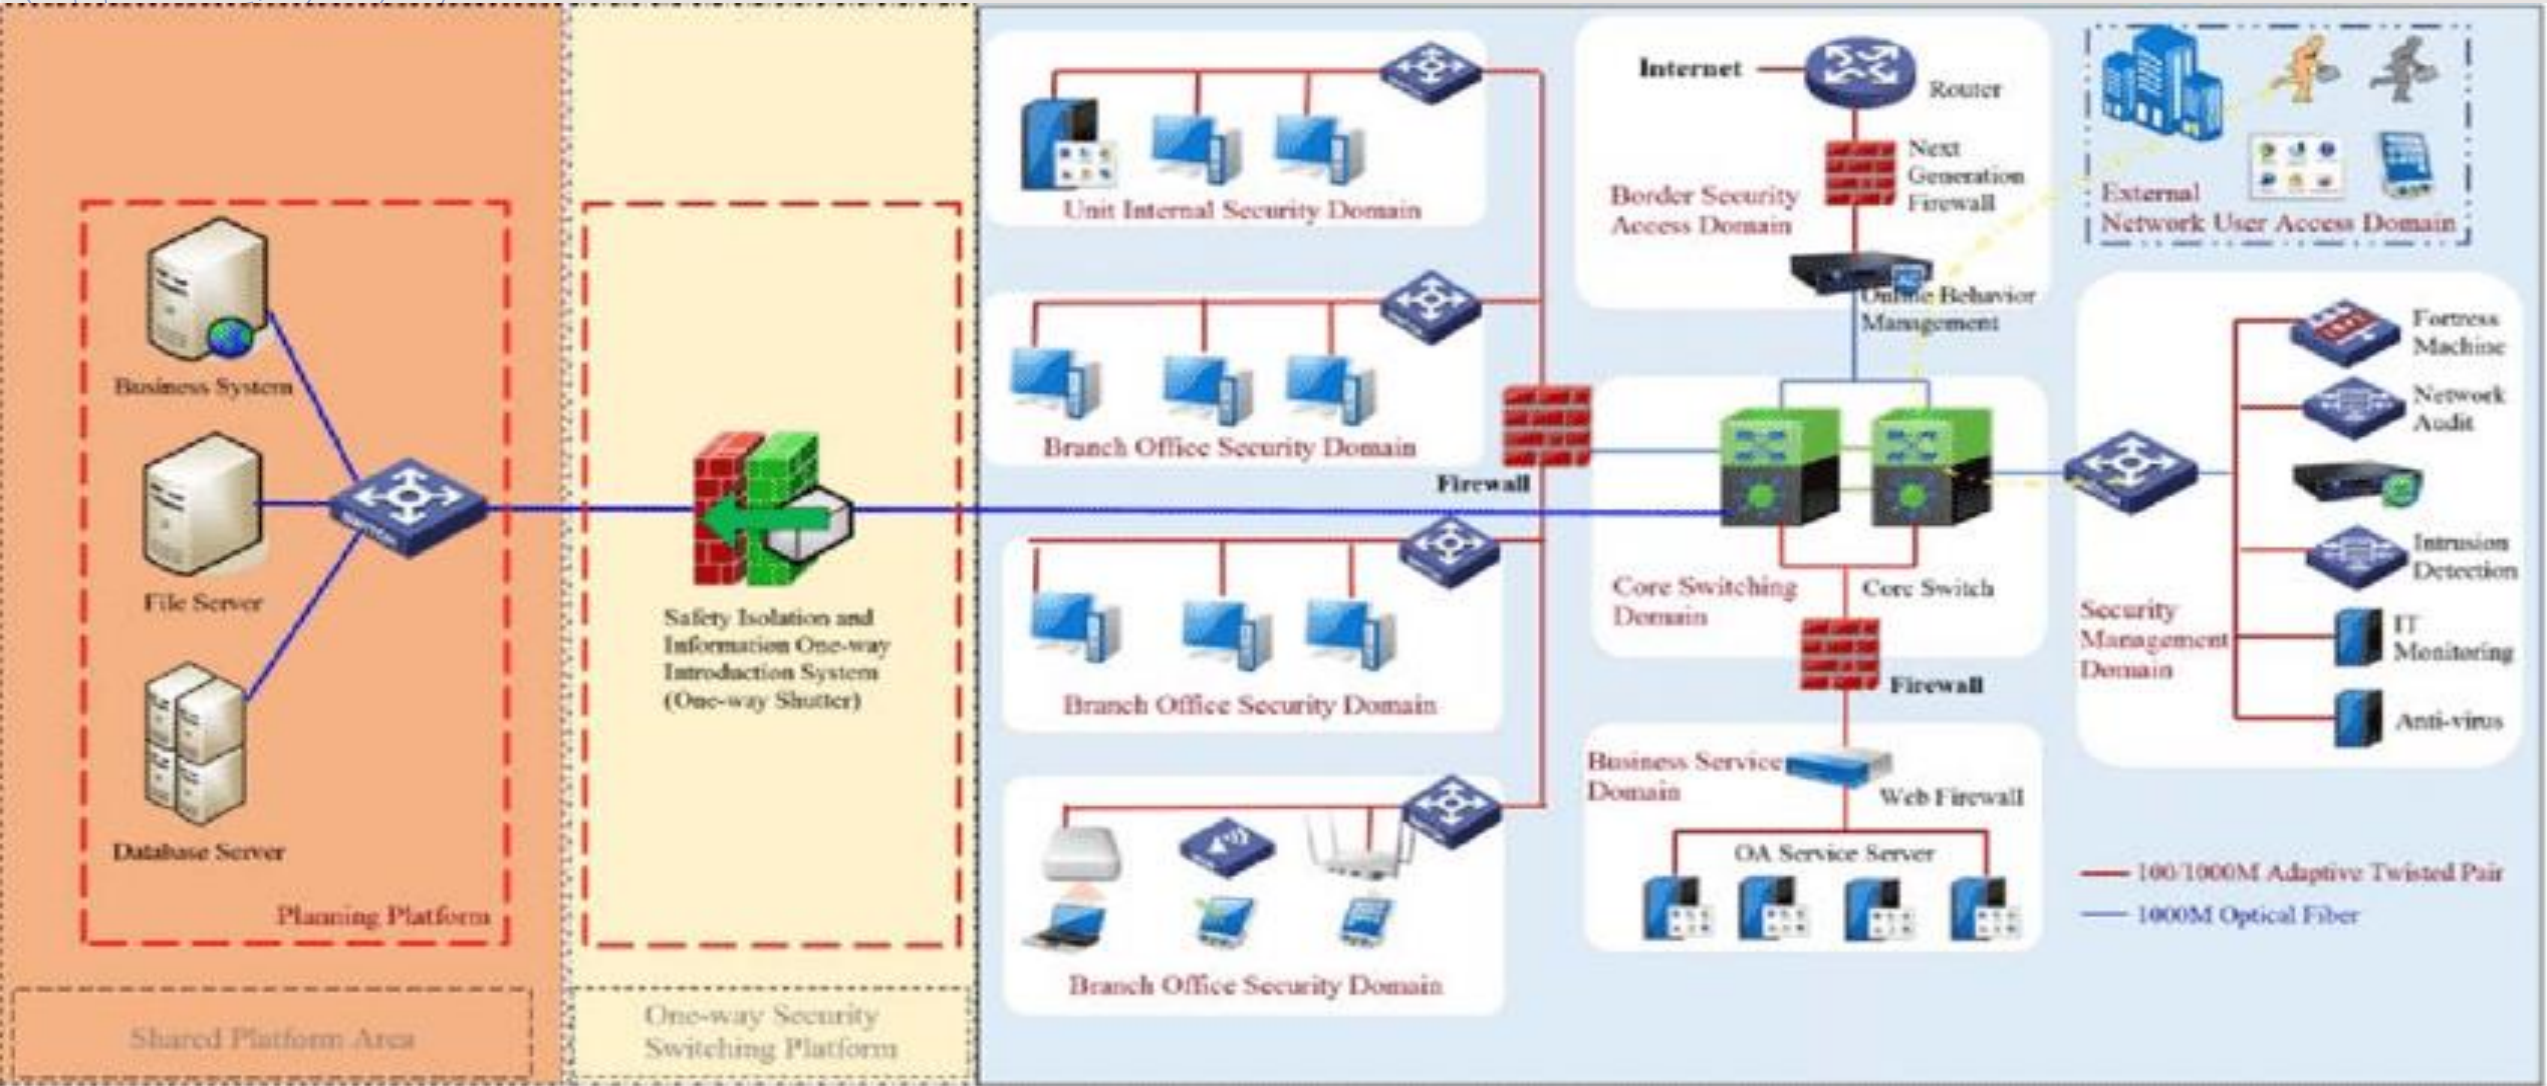 Business System
File Server
Database Server
Planning Platform
Shared Platform Area
Safety Isolation and
Information One-way
Introduction System
(One-way Shutter)
One-way Security
Switching Platform
Unit Internal Security Domain
Branch Office Security Domain
Firewall
Branch Office Security Domain
Branch Office Security Domain
Internet
Router
Next
Generation
Firewall
Border Security
Access Domain
Online Behavior
Management
Core Switching
Domain
Core Switch
Firewall
Business Service
Domain
Web Firewall
OA Service Server
External
Network User Access Domain
Fortress
Machine
Network
Audit
Intrusion
Detection
IT
Monitoring
Anti-virus
Security
Management
Domain
100/1000M Adaptive Twisted Pair
1000M Optical Fiber